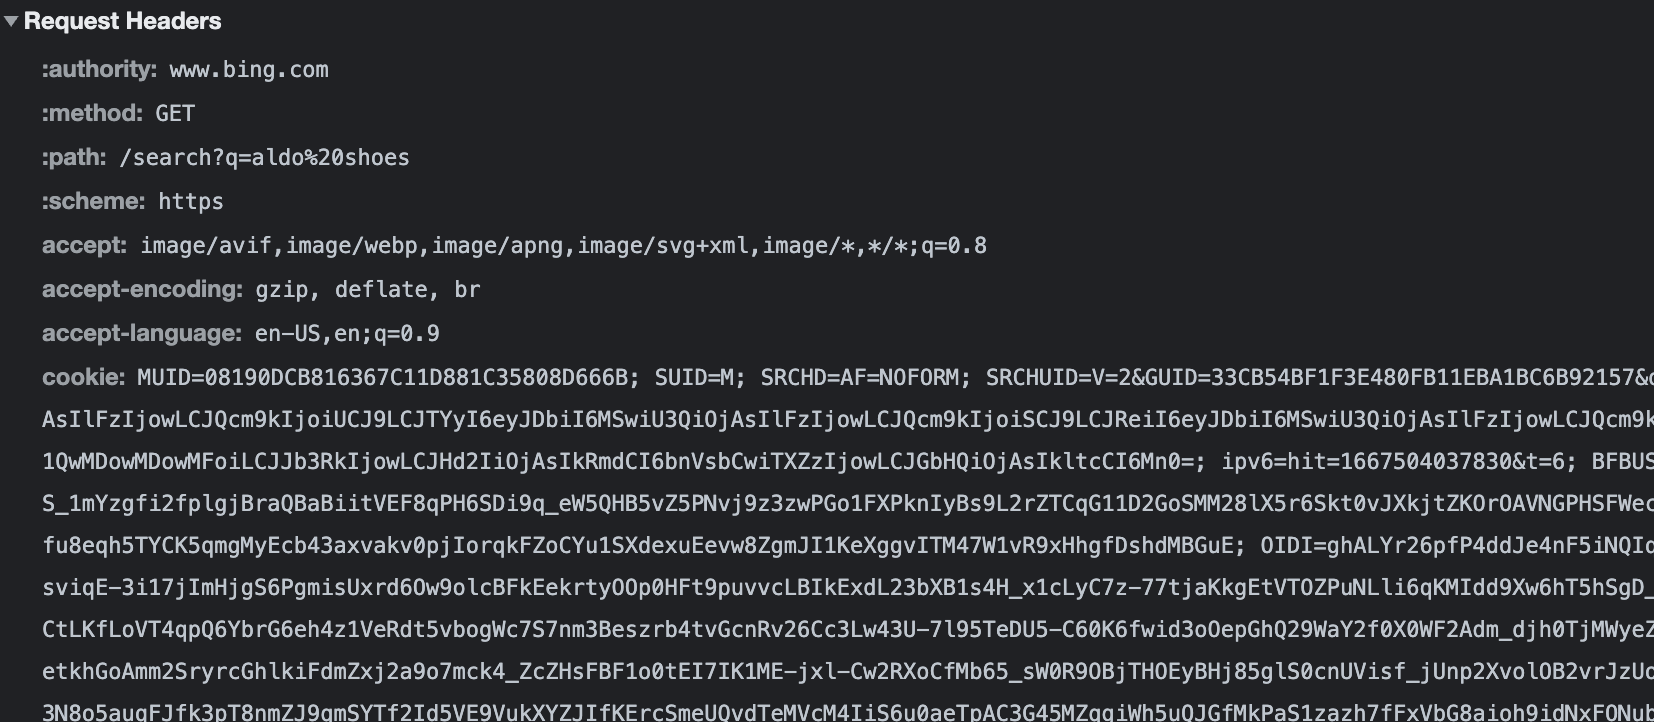 Request Headers
:authority: www.bing.com
:method: GET
:path: /search?q=aldo%20shoes
:scheme: https
accept: image/avif,image/webp,image/apng,image/svg+xml,image/*,*/*;q=0.8
accept-encoding: gzip, deflate, br
accept-language: en-US,en;q=0.9
cookie: MUID=08190DCB816367C11D881C35808D666B; SUID=M; SRCHD=AF=NOFORM; SRCHUID=V=2&GUID=33CB54BF1F3E480FB11EBA1BC6B92157&
AsIlFzIjowLCJQcm9kIjoiUCJ9LCJTYyI6eyJDbiI6MSwiU3QiOjAsIlFzIjowLCJQcm9kIjoiSCJ9LCJReiI6eyJDbiI6MSwiU3QiOjAsIlFzIjowLCJQcm9k
1QwMDowMDowMFoiLCJJb3RkIjowLCJHd2IiOjAsIkRmdCI6bnVsbCwiTXZzIjowLCJGbHQiOjAsIkltcCI6Mn0=; ipv6=hit=1667504037830&t=6; BFBUS
S_1mYzgfi2fplgjBraQBaBiitVEF8qPH6SDi9q_eW5QHB5vZ5PNvj9z3zwPGo1FXPknIyBs9L2rZTCqG11D2GoSMM28lX5r6Skt0vJXkjtZKOrOAVNGPHSFWec
fu8eqh5TYCK5qmgMyEcb43axvakv0pjIorqkFZoCYu1SXdexuEevw8ZgmJI1KeXggvITM47W1vR9xHhgfDshdMBGuE; OIDI=ghALYr26pfP4ddJe4nF5iNQId
sviqE-3i17jImHjgS6PgmisUxrd6Ow9olcBFkEekrtyOOp0HFt9puvvcLBIkExdL23bXB1s4H_x1cLyC7z-77tjaKkgEtVTOZPuNLli6qKMIdd9Xw6hT5hSgD_
CtLKfLoVT4qpQ6YbrG6eh4z1VeRdt5vbogWc7S7nm3Beszrb4tvGcnRv26Cc3Lw43U-7l95TeDU5-C60K6fwid3oOepGhQ29WaY2f0X0WF2Adm_djh0TjMWyeZ
etkhGoAmm2SryrcGhlkiFdmZxj2a9o7mck4_ZcZHsFBF1o0tEI7IK1ME-jxl-Cw2RXoCfMb65_sW0R9OBjTHOEyBHj85glS0cnUVisf_jUnp2XvolOB2vrJzUo